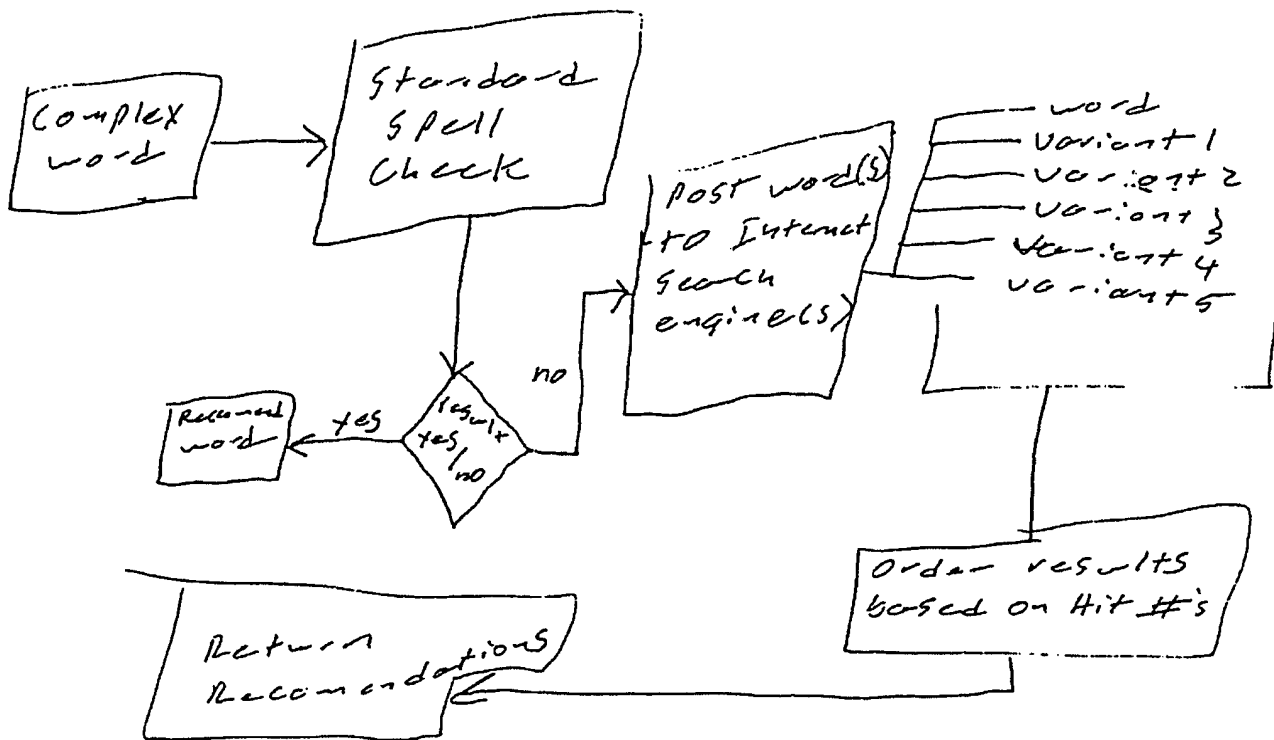 Complex
word
Standard
Spell
Check
Post word(s)
to Internet
Search
engine(s)
word
variant 1
variant 2
variant 3
variant 4
variant 5
no
yes
Result
yes/
no
Recomend
word
Order results
based on Hit #'s
Return
Recomendations